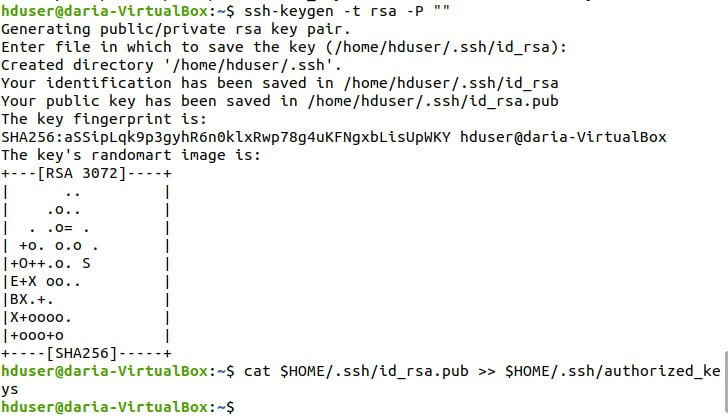 hduser@daria-VirtualBox:~$ ssh-keygen -t rsa -P ""
Generating public/private rsa key pair.
Enter file in which to save the key (/home/hduser/.ssh/id_rsa):
Created directory '/home/hduser/.ssh'.
Your identification has been saved in /home/hduser/.ssh/id_rsa
Your public key has been saved in /home/hduser/.ssh/id_rsa.pub
The key fingerprint is:
SHA256:aSSipLqk9p3gyhR6n0klxRwp78g4uKFNgxbLisUpWKY hduser@daria-VirtualBox
The key's randomart image is:
+---[RSA 3072]----+
|      ..         |
|    .o..         |
|  . .o= .        |
| +o. o.o .       |
|+O++.o. S        |
|E+X oo..         |
|BX.+.            |
|X+oooo.          |
|+ooo+o           |
+----[SHA256]-----+
hduser@daria-VirtualBox:~$ cat $HOME/.ssh/id_rsa.pub >> $HOME/.ssh/authorized_ke
ys
hduser@daria-VirtualBox:~$